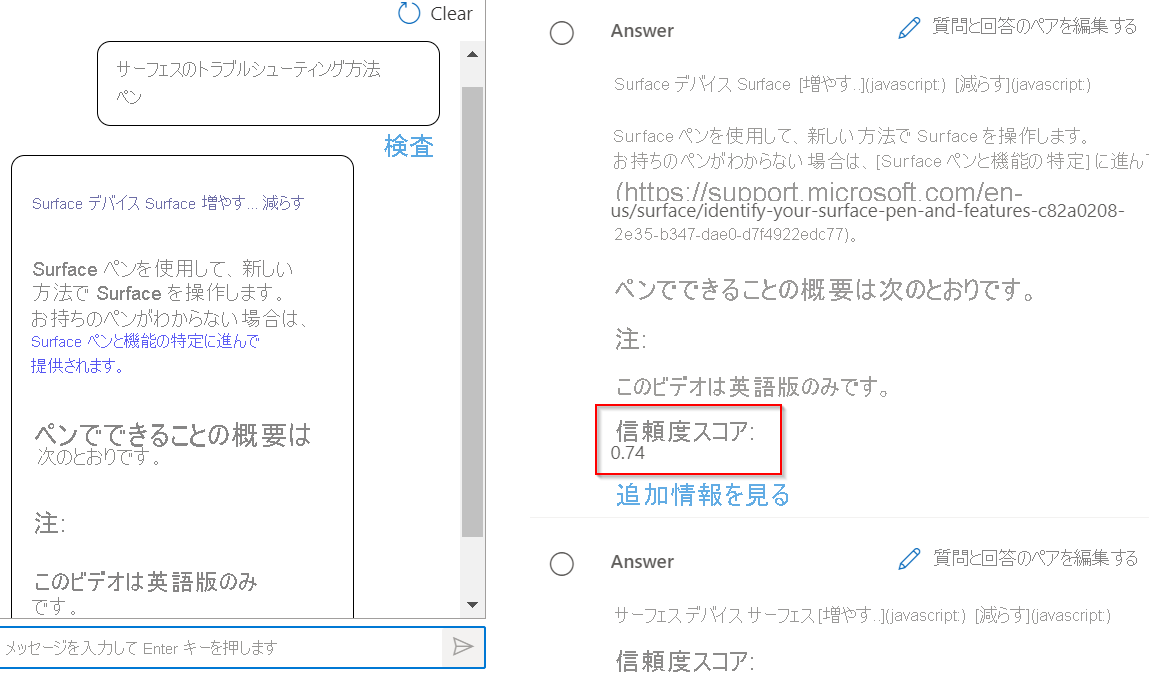 Clear
サーフェスのトラブルシューティング方法
ペン
検査
Surface デバイス Surface 増やす... 減らす
Surface ペンを使用して、新しい
方法で Surface を操作します。
お持ちのペンがわからない 場合は、
Surface ペンと機能の特定に進んで
提供されます。
ペンでできることの概要は
次のとおりです。
注:
このビデオは英語版のみ
です。
メッセージを入力して Enter キーを押します
Answer
質問と回答のペアを編集する
Surface デバイス Surface [増やす..](javascript:) [減らす](javascript:)
Surface ペンを使用して、新しい 方法で Surface を操作します。
お持ちのペンがわからない 場合は、[Surface ペンと機能の 特定] に進んで
(https://support.microsoft.com/en-
us/surface/identify-your-surface-pen-and-features-c82a0208-
2e35-b347-dae0-d7f4922edc77)。
ペンでできることの概要は次のとおりです。
注:
このビデオは英語版のみです。
信頼度スコア:
0.74
追加情報を見る
Answer
質問と回答のペアを編集する
サーフェス デバイス サーフェス [増やす..](javascript:) [減らす](javascript:)
信頼度スコア: